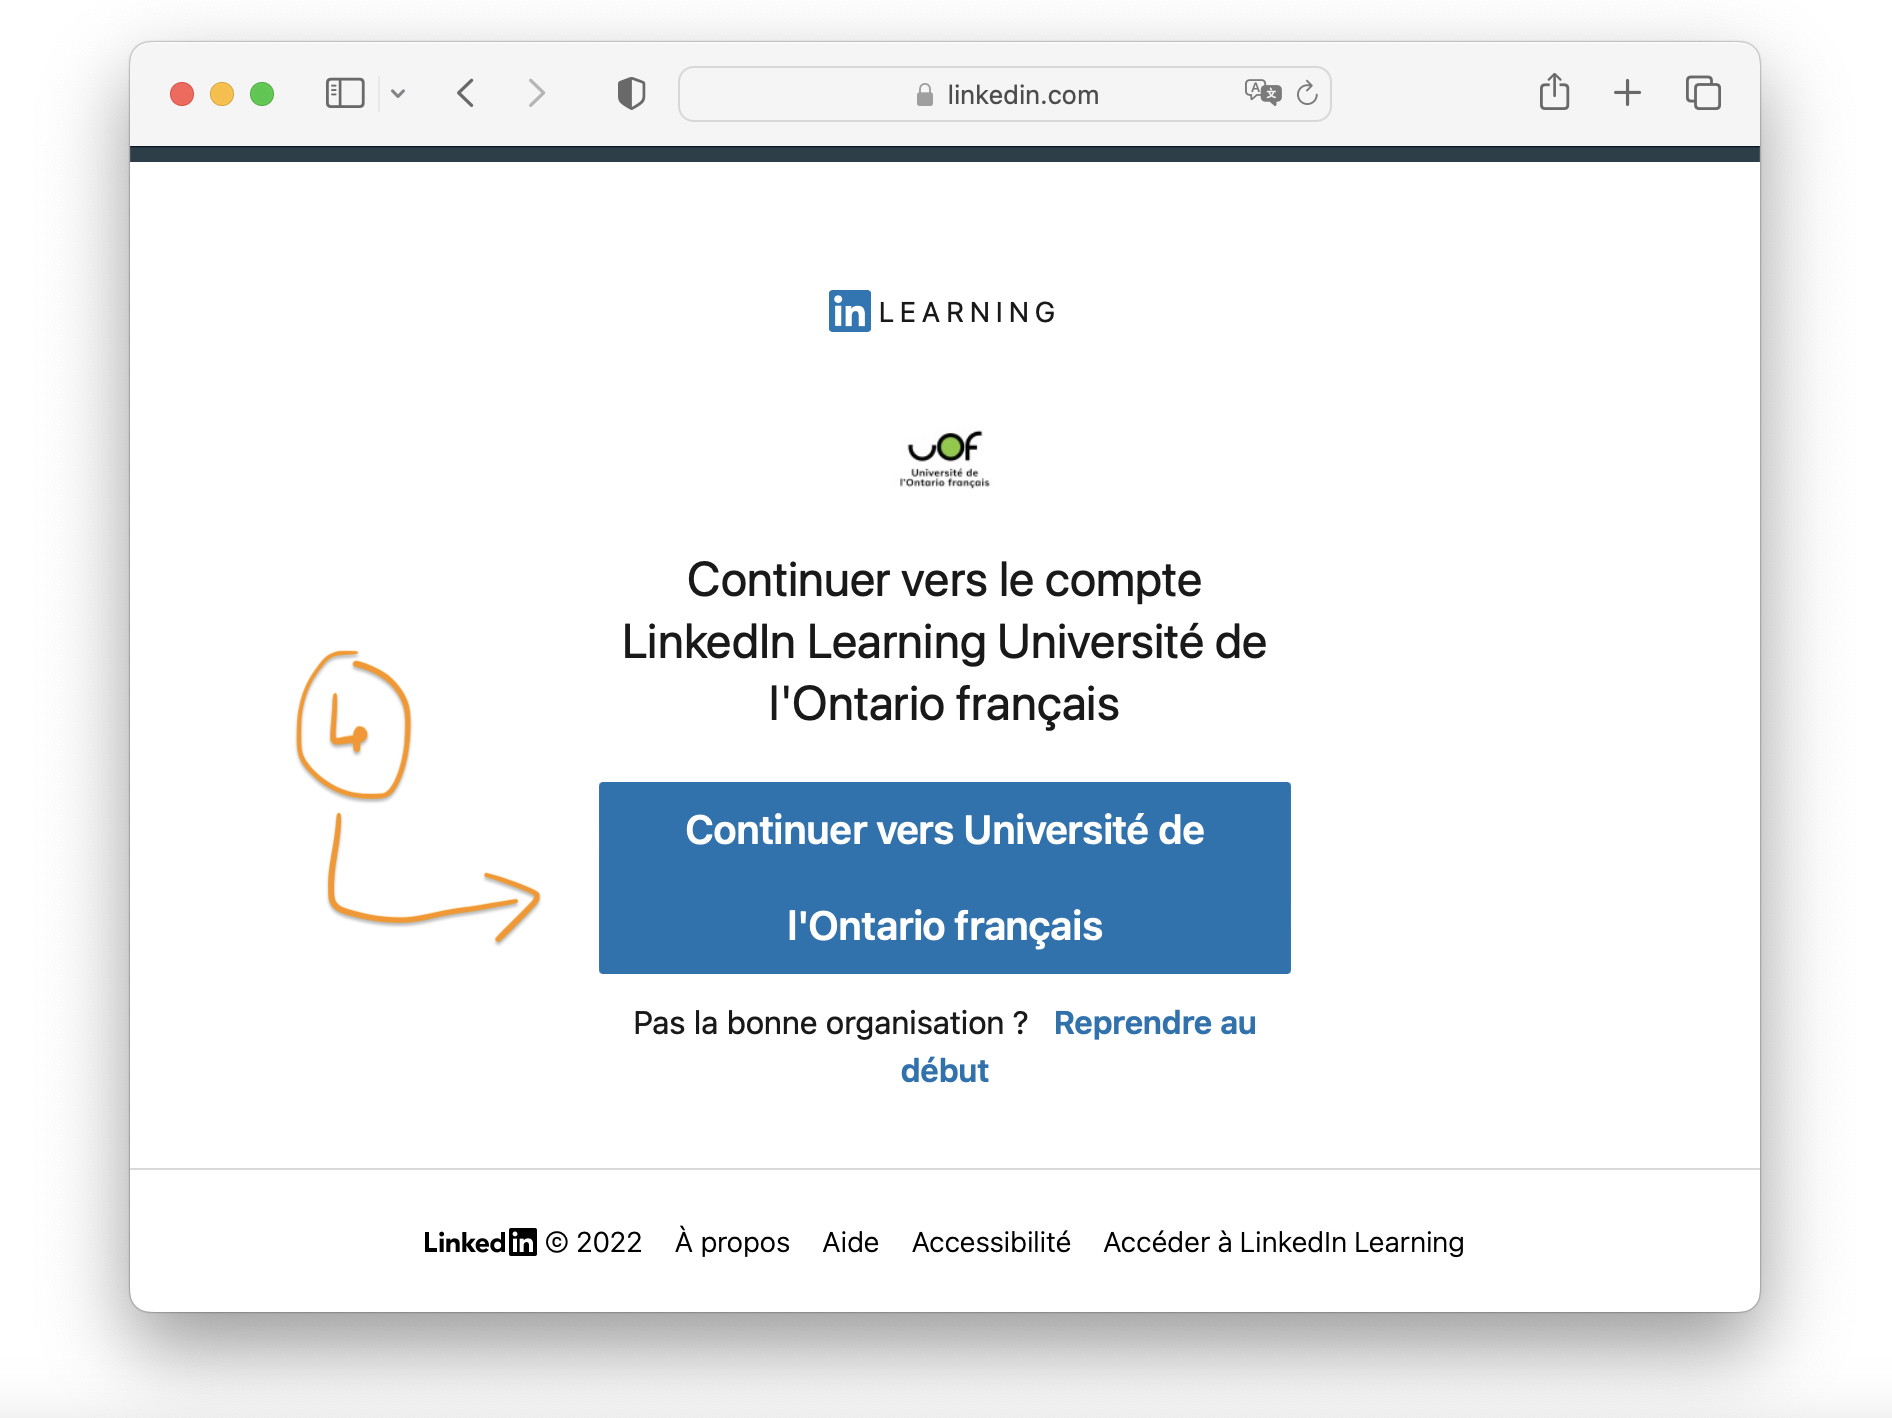 linkedin.com
in LEARNING
uOf
Université de
l'Ontario français
Continuer vers le compte
LinkedIn Learning Université de
l'Ontario français
4
Continuer vers Université de
l'Ontario français
Pas la bonne organisation ? Reprendre au
début
LinkedIn © 2022 À propos Aide Accessibilité Accéder à LinkedIn Learning